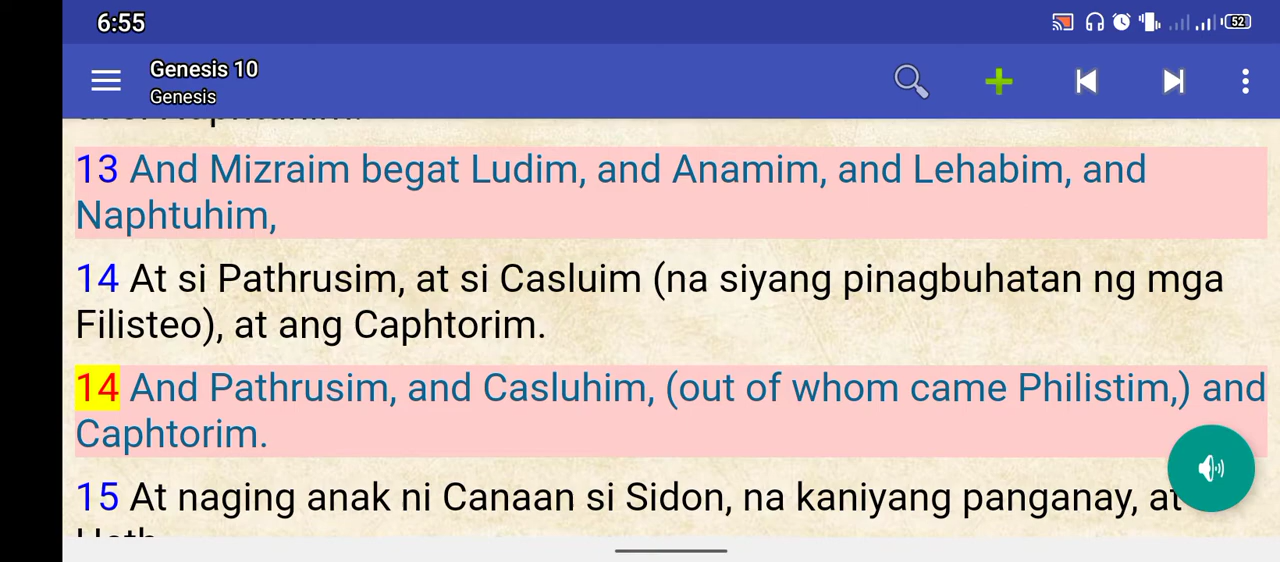 6:55
52
Genesis 10
Genesis
13 And Mizraim begat Ludim, and Anamim, and Lehabim, and
Naphtuhim,
14 At si Pathrusim, at si Casluim (na siyang pinagbuhatan ng mga
Filisteo), at ang Caphtorim.
14 And Pathrusim, and Casluhim, (out of whom came Philistim,) and
Caphtorim.
15 At naging anak ni Canaan si Sidon, na kaniyang panganay, at